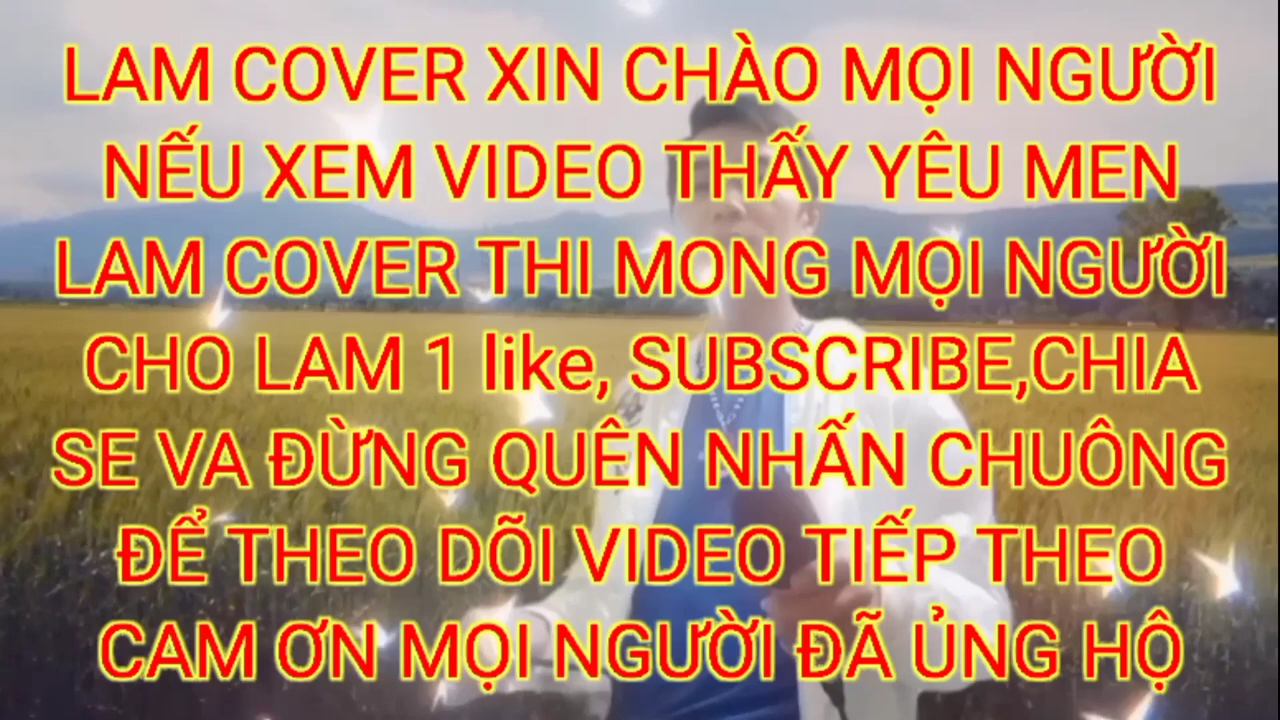 LAM COVER XIN CHÀO MỌI NGƯỜI
NẾU XEM VIDEO THẤY YÊU MEN
LAM COVER THI MONG MỌI NGƯỜI
CHO LAM 1 like, SUBSCRIBE,CHIA
SE VA ĐỪNG QUÊN NHẤN CHUÔNG
ĐỂ THEO DÕI VIDEO TIẾP THEO
CAM ƠN MỌI NGƯỜI ĐÃ ỦNG HỘ